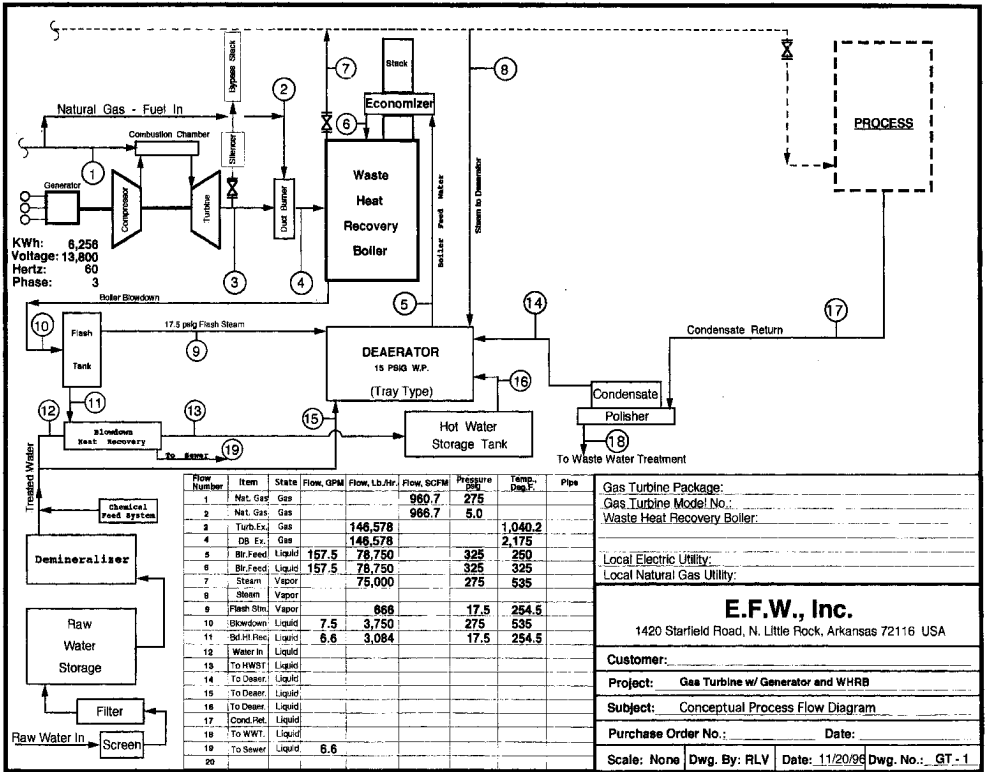 Natural Gas - Fuel In
Bypass Stack
Silencer
Combustion Chamber
Stack
Economizer
PROCESS
Generator
Compressor
Turbine
Duct Burner
Waste
Heat
Recovery
Boiler
Boiler Feed Water
Steam to Deaerator
1
2
3
4
5
6
7
8
KWh: 6,256
Voltage: 13,800
Hertz: 60
Phase: 3
Boiler Blowdown
10
Flash
Tank
17.5 psig Flash Steam
9
DEAERATOR
15 PSIG W.P.
(Tray Type)
14
17
Condensate Return
Condensate
Polisher
18
To Waste Water Treatment
16
15
Hot Water
Storage Tank
11
12
13
Blowdown
Heat Recovery
To Sewer
19
Treated Water
Chemical
Feed System
Demineralizer
Raw
Water
Storage
Filter
Raw Water In
Screen
Flow Number Item State Flow, GPM Flow, Lb./Hr. Flow, SCFM Pressure psig Temp., Deg.F. Pipe
1 Nat. Gas Gas 960.7 275
2 Nat. Gas Gas 966.7 5.0
3 Turb.Ex. Gas 146,578 1,040.2
4 DB Ex. Gas 146,578 2,175
5 Blr.Feed Liquid 157.5 78,750 325 250
6 Blr.Feed Liquid 157.5 78,750 325 325
7 Steam Vapor 75,000 275 535
8 Steam Vapor
9 Flash Stm. Vapor 666 17.5 254.5
10 Blowdown Liquid 7.5 3,750 275 535
11 Bd.Ht.Rec. Liquid 6.6 3,084 17.5 254.5
12 Water In Liquid
13 To HWST Liquid
14 To Deaer. Liquid
15 To Deaer. Liquid
16 To Deaer. Liquid
17 Cond.Ret. Liquid
18 To WWT. Liquid
19 To Sewer Liquid 6.6
20
Gas Turbine Package:
Gas Turbine Model No.:
Waste Heat Recovery Boiler:
Local Electric Utility:
Local Natural Gas Utility:
E.F.W., Inc.
1420 Starfield Road, N. Little Rock, Arkansas 72116 USA
Customer:
Project: Gas Turbine w/ Generator and WHRB
Subject: Conceptual Process Flow Diagram
Purchase Order No.: Date:
Scale: None Dwg. By: RLV Date: 11/20/96 Dwg. No.: GT - 1